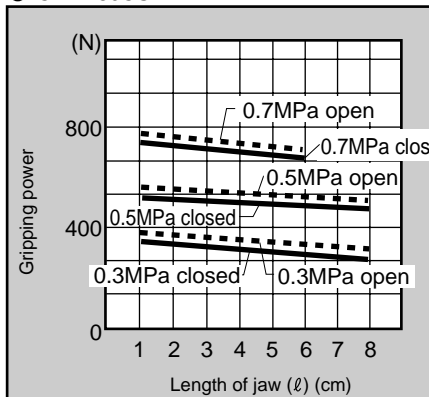 (N)
0.7MPa open
800
0.7MPa clos
0.5MPa open
0.5MPa closed
400
0.3MPa closed
0.3MPa open
0
1 2 3 4 5 6 7 8
Gripping power
Length of jaw (ℓ) (cm)